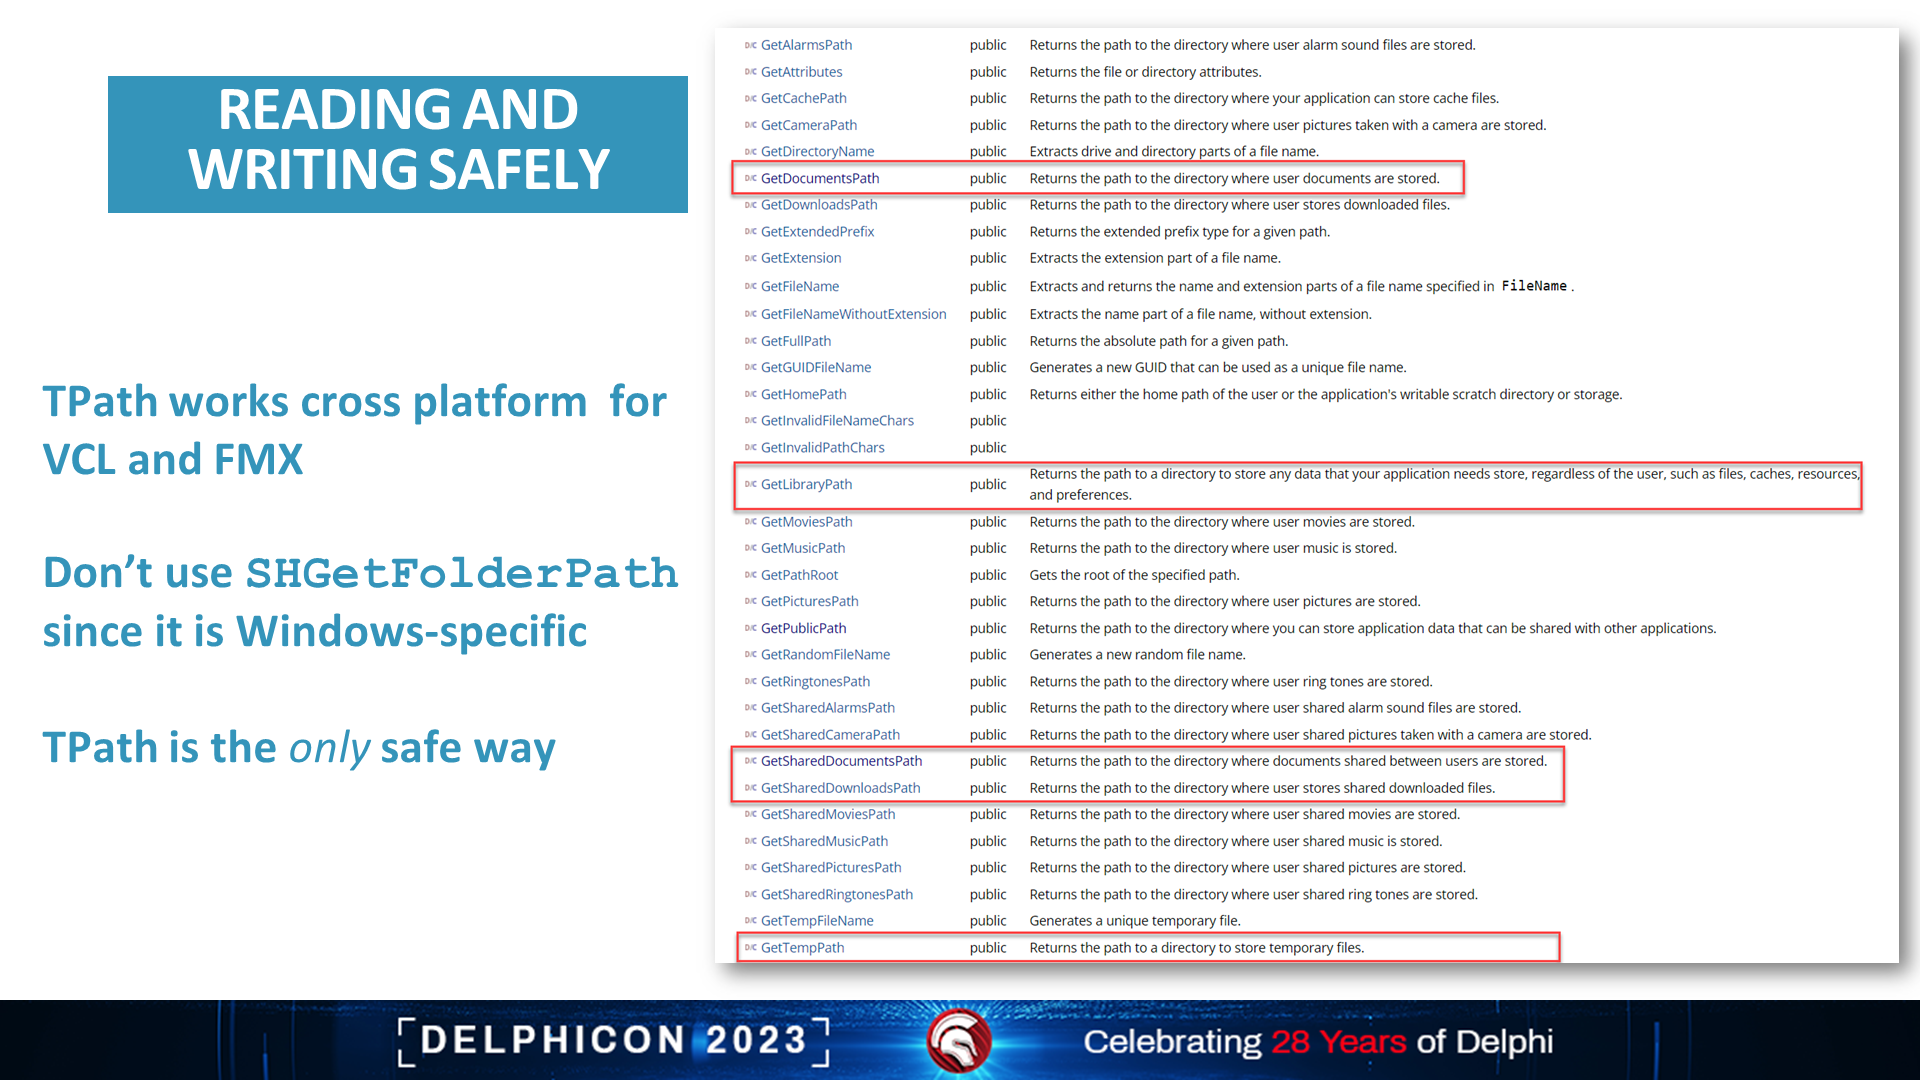 READING AND
WRITING SAFELY
TPath works cross platform for
VCL and FMX
Don’t use SHGetFolderPath
since it is Windows-specific
TPath is the only safe way
D/C GetAlarmsPath public Returns the path to the directory where user alarm sound files are stored.
D/C GetAttributes public Returns the file or directory attributes.
D/C GetCachePath public Returns the path to the directory where your application can store cache files.
D/C GetCameraPath public Returns the path to the directory where user pictures taken with a camera are stored.
D/C GetDirectoryName public Extracts drive and directory parts of a file name.
D/C GetDocumentsPath public Returns the path to the directory where user documents are stored.
D/C GetDownloadsPath public Returns the path to the directory where user stores downloaded files.
D/C GetExtendedPrefix public Returns the extended prefix type for a given path.
D/C GetExtension public Extracts the extension part of a file name.
D/C GetFileName public Extracts and returns the name and extension parts of a file name specified in FileName .
D/C GetFileNameWithoutExtension public Extracts the name part of a file name, without extension.
D/C GetFullPath public Returns the absolute path for a given path.
D/C GetGUIDFileName public Generates a new GUID that can be used as a unique file name.
D/C GetHomePath public Returns either the home path of the user or the application's writable scratch directory or storage.
D/C GetInvalidFileNameChars public
D/C GetInvalidPathChars public
D/C GetLibraryPath public Returns the path to a directory to store any data that your application needs store, regardless of the user, such as files, caches, resources,
and preferences.
D/C GetMoviesPath public Returns the path to the directory where user movies are stored.
D/C GetMusicPath public Returns the path to the directory where user music is stored.
D/C GetPathRoot public Gets the root of the specified path.
D/C GetPicturesPath public Returns the path to the directory where user pictures are stored.
D/C GetPublicPath public Returns the path to the directory where you can store application data that can be shared with other applications.
D/C GetRandomFileName public Generates a new random file name.
D/C GetRingtonesPath public Returns the path to the directory where user ring tones are stored.
D/C GetSharedAlarmsPath public Returns the path to the directory where user shared alarm sound files are stored.
D/C GetSharedCameraPath public Returns the path to the directory where user shared pictures taken with a camera are stored.
D/C GetSharedDocumentsPath public Returns the path to the directory where documents shared between users are stored.
D/C GetSharedDownloadsPath public Returns the path to the directory where user stores shared downloaded files.
D/C GetSharedMoviesPath public Returns the path to the directory where user shared movies are stored.
D/C GetSharedMusicPath public Returns the path to the directory where user shared music is stored.
D/C GetSharedPicturesPath public Returns the path to the directory where user shared pictures are stored.
D/C GetSharedRingtonesPath public Returns the path to the directory where user shared ring tones are stored.
D/C GetTempFileName public Generates a unique temporary file.
D/C GetTempPath public Returns the path to a directory to store temporary files.
[DELPHICON 2023] Celebrating 28 Years of Delphi